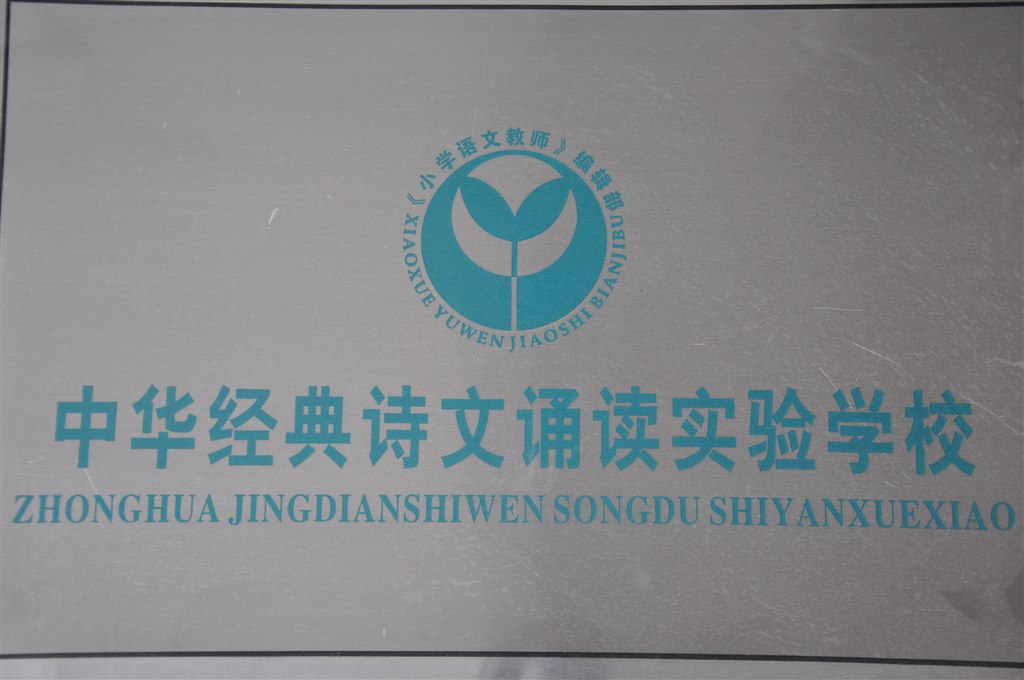 《小学语文教师》编辑部
XIAOXUE YUWEN JIAOSHI BIANJIBU
中华经典诗文诵读实验学校
ZHONGHUA JINGDIANSHIWEN SONGDU SHIYANXUEXIAO